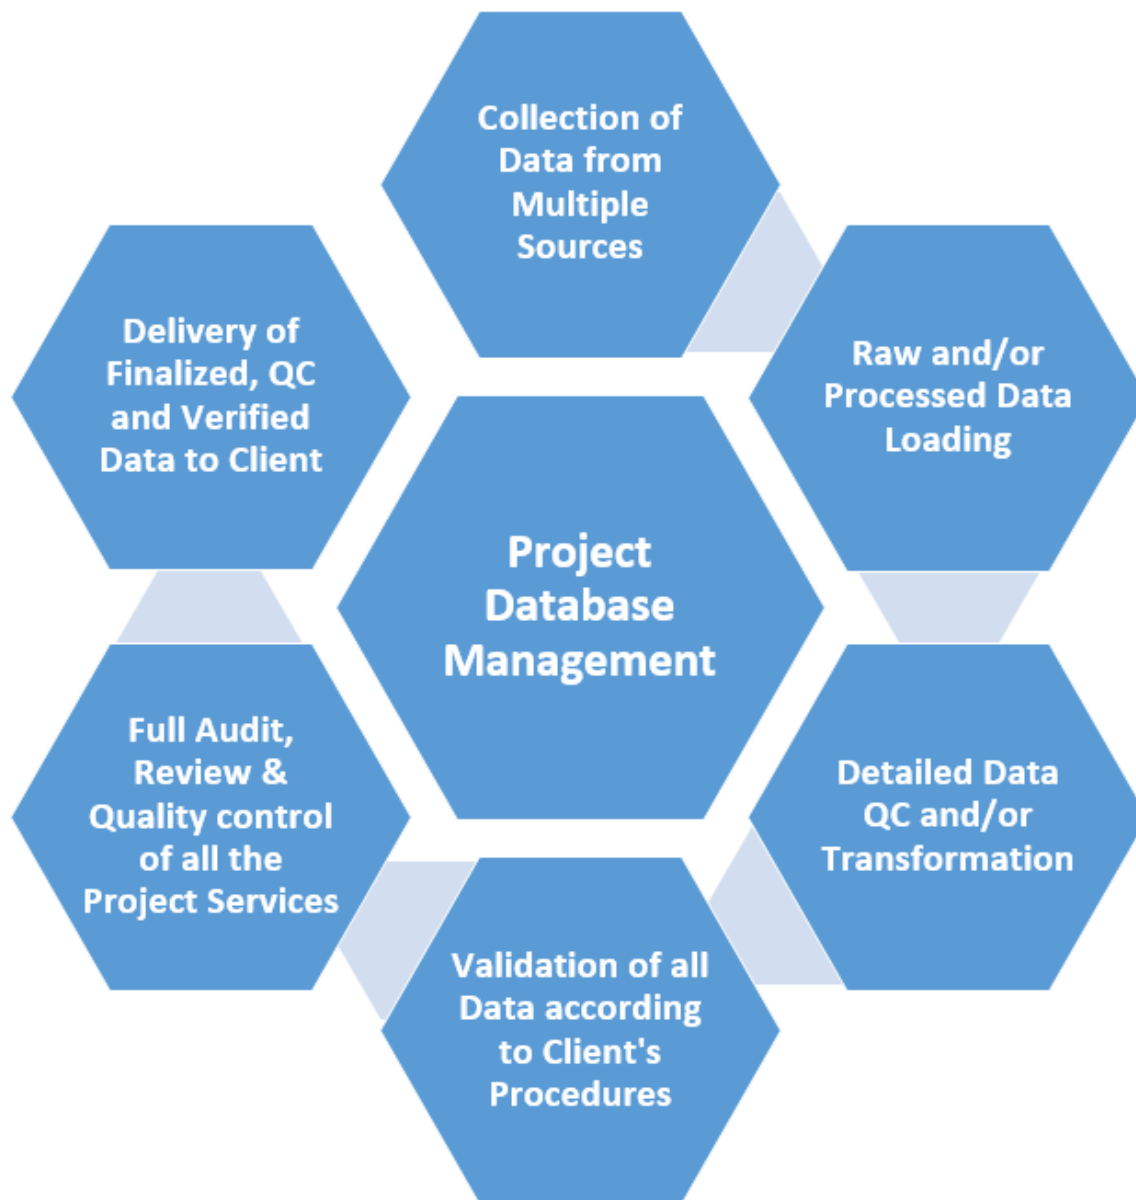 Collection of
Data from
Multiple
Sources
Raw and/or
Processed Data
Loading
Detailed Data
QC and/or
Transformation
Validation of all
Data according
to Client's
Procedures
Full Audit,
Review &
Quality control
of all the
Project Services
Delivery of
Finalized, QC
and Verified
Data to Client
Project
Database
Management